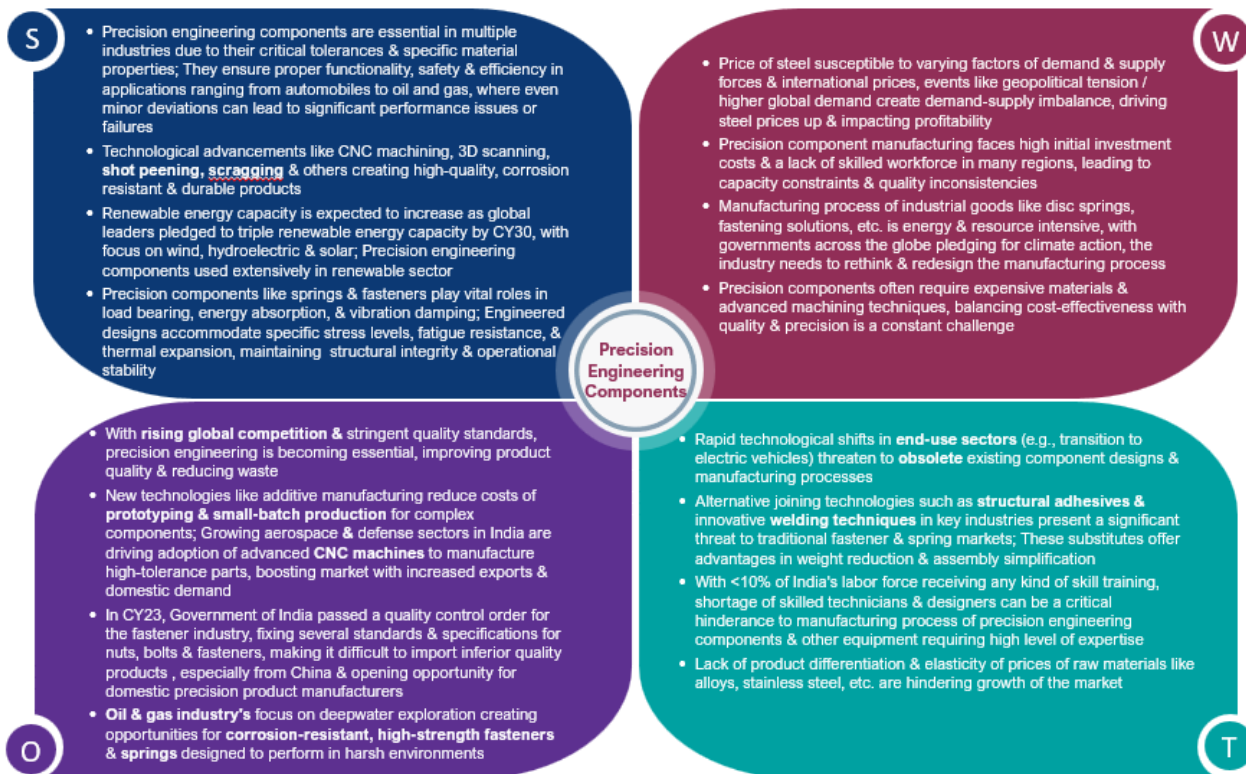 S
• Precision engineering components are essential in multiple
industries due to their critical tolerances & specific material
properties; They ensure proper functionality, safety & efficiency in
applications ranging from automobiles to oil and gas, where even
minor deviations can lead to significant performance issues or
failures
• Technological advancements like CNC machining, 3D scanning,
shot peening, scragging & others creating high-quality, corrosion
resistant & durable products
• Renewable energy capacity is expected to increase as global
leaders pledged to triple renewable energy capacity by CY30, with
focus on wind, hydroelectric & solar; Precision engineering
components used extensively in renewable sector
• Precision components like springs & fasteners play vital roles in
load bearing, energy absorption, & vibration damping; Engineered
designs accommodate specific stress levels, fatigue resistance, &
thermal expansion, maintaining structural integrity & operational
stability
W
• Price of steel susceptible to varying factors of demand & supply
forces & international prices, events like geopolitical tension /
higher global demand create demand-supply imbalance, driving
steel prices up & impacting profitability
• Precision component manufacturing faces high initial investment
costs & a lack of skilled workforce in many regions, leading to
capacity constraints & quality inconsistencies
• Manufacturing process of industrial goods like disc springs,
fastening solutions, etc. is energy & resource intensive, with
governments across the globe pledging for climate action, the
industry needs to rethink & redesign the manufacturing process
• Precision components often require expensive materials &
advanced machining techniques, balancing cost-effectiveness with
quality & precision is a constant challenge
Precision
Engineering
Components
• With rising global competition & stringent quality standards,
precision engineering is becoming essential, improving product
quality & reducing waste
• New technologies like additive manufacturing reduce costs of
prototyping & small-batch production for complex
components; Growing aerospace & defense sectors in India are
driving adoption of advanced CNC machines to manufacture
high-tolerance parts, boosting market with increased exports &
domestic demand
• In CY23, Government of India passed a quality control order for
the fastener industry, fixing several standards & specifications for
nuts, bolts & fasteners, making it difficult to import inferior quality
products , especially from China & opening opportunity for
domestic precision product manufacturers
• Oil & gas industry's focus on deepwater exploration creating
opportunities for corrosion-resistant, high-strength fasteners
& springs designed to perform in harsh environments
O
• Rapid technological shifts in end-use sectors (e.g., transition to
electric vehicles) threaten to obsolete existing component designs &
manufacturing processes
• Alternative joining technologies such as structural adhesives &
innovative welding techniques in key industries present a significant
threat to traditional fastener & spring markets; These substitutes offer
advantages in weight reduction & assembly simplification
• With <10% of India's labor force receiving any kind of skill training,
shortage of skilled technicians & designers can be a critical
hinderance to manufacturing process of precision engineering
components & other equipment requiring high level of expertise
• Lack of product differentiation & elasticity of prices of raw materials like
alloys, stainless steel, etc. are hindering growth of the market
T